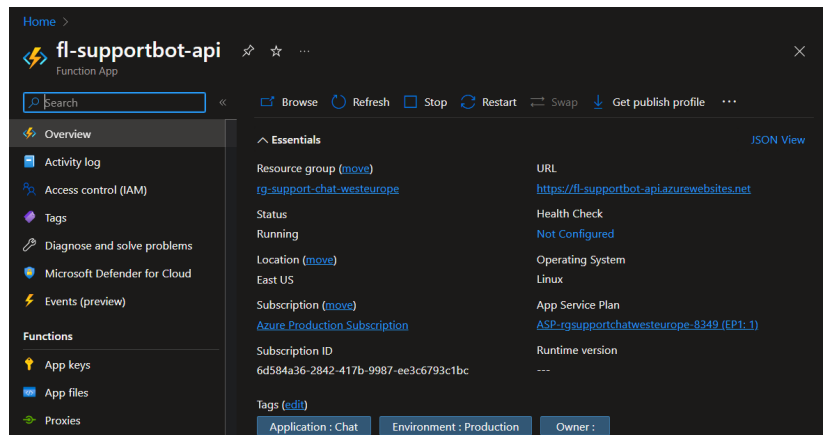 Home >
fl-supportbot-api
Function App
Search
«
Browse Refresh Stop Restart Swap Get publish profile
Overview
Activity log
Access control (IAM)
Tags
Diagnose and solve problems
Microsoft Defender for Cloud
Events (preview)
Functions
App keys
App files
Proxies
Essentials
JSON View
Resource group (move)
rg-support-chat-westeurope
Status
Running
Location (move)
East US
Subscription (move)
Azure Production Subscription
Subscription ID
6d584a36-2842-417b-9987-ee3c6793c1bc
URL
https://fl-supportbot-api.azurewebsites.net
Health Check
Not Configured
Operating System
Linux
App Service Plan
ASP-rgsupportchatwesteurope-8349 (EP1: 1)
Runtime version
---
Tags (edit)
Application : Chat Environment : Production Owner :